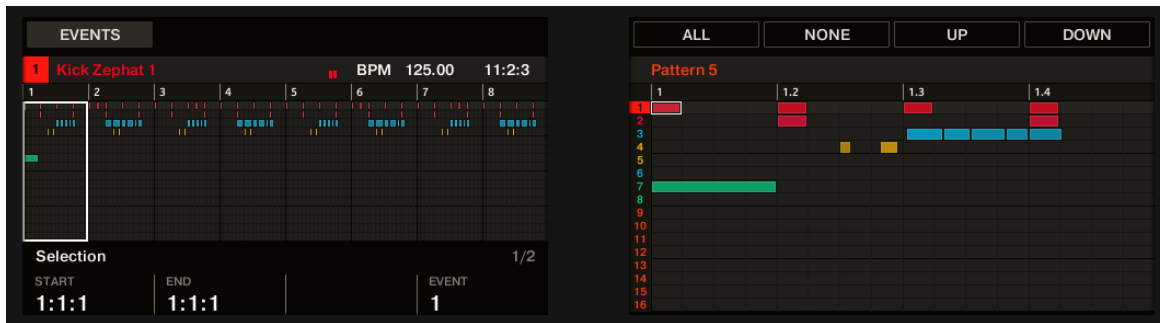 EVENTS
1 Kick Zephat 1 BPM 125.00 11:2:3
1 2 3 4 5 6 7 8
Selection 1/2
START END EVENT
1:1:1 1:1:1 1
ALL NONE UP DOWN
Pattern 5
1 1.2 1.3 1.4
1
2
3
4
5
6
7
8
9
10
11
12
13
14
15
16